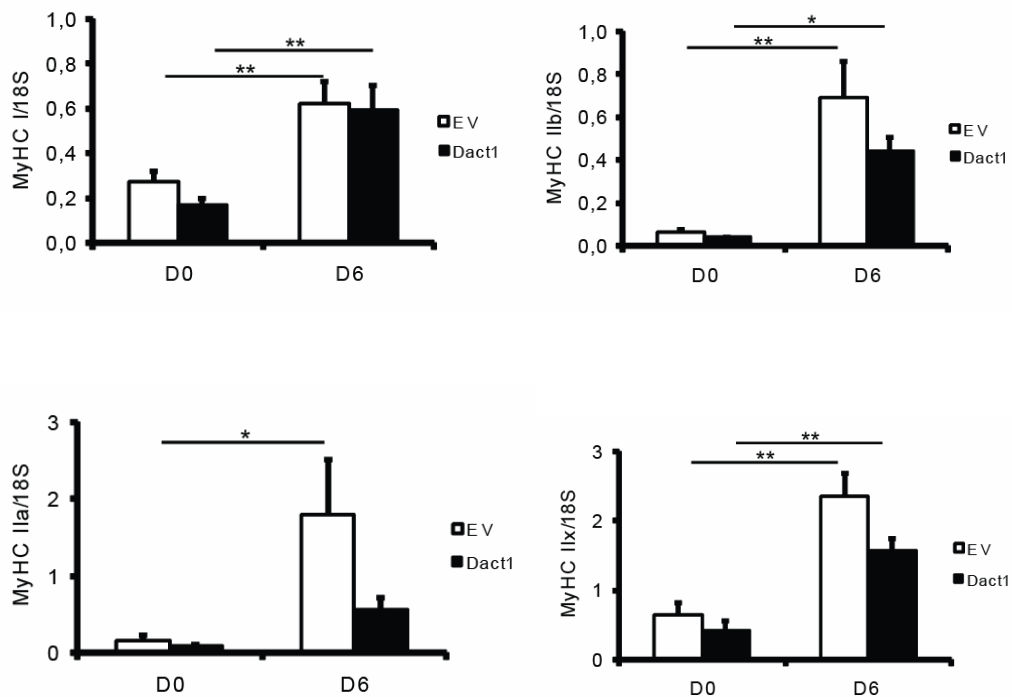 MyHC I/18S
1,0
0,8
0,6
0,4
0,2
0,0
**
**
D0
D6
EV
Dact1
MyHC IIb/18S
1,0
0,8
0,6
0,4
0,2
0,0
*
**
D0
D6
EV
Dact1
MyHC IIa/18S
3
2
1
0
*
D0
D6
EV
Dact1
MyHC IIx/18S
3
2
1
0
**
**
D0
D6
EV
Dact1